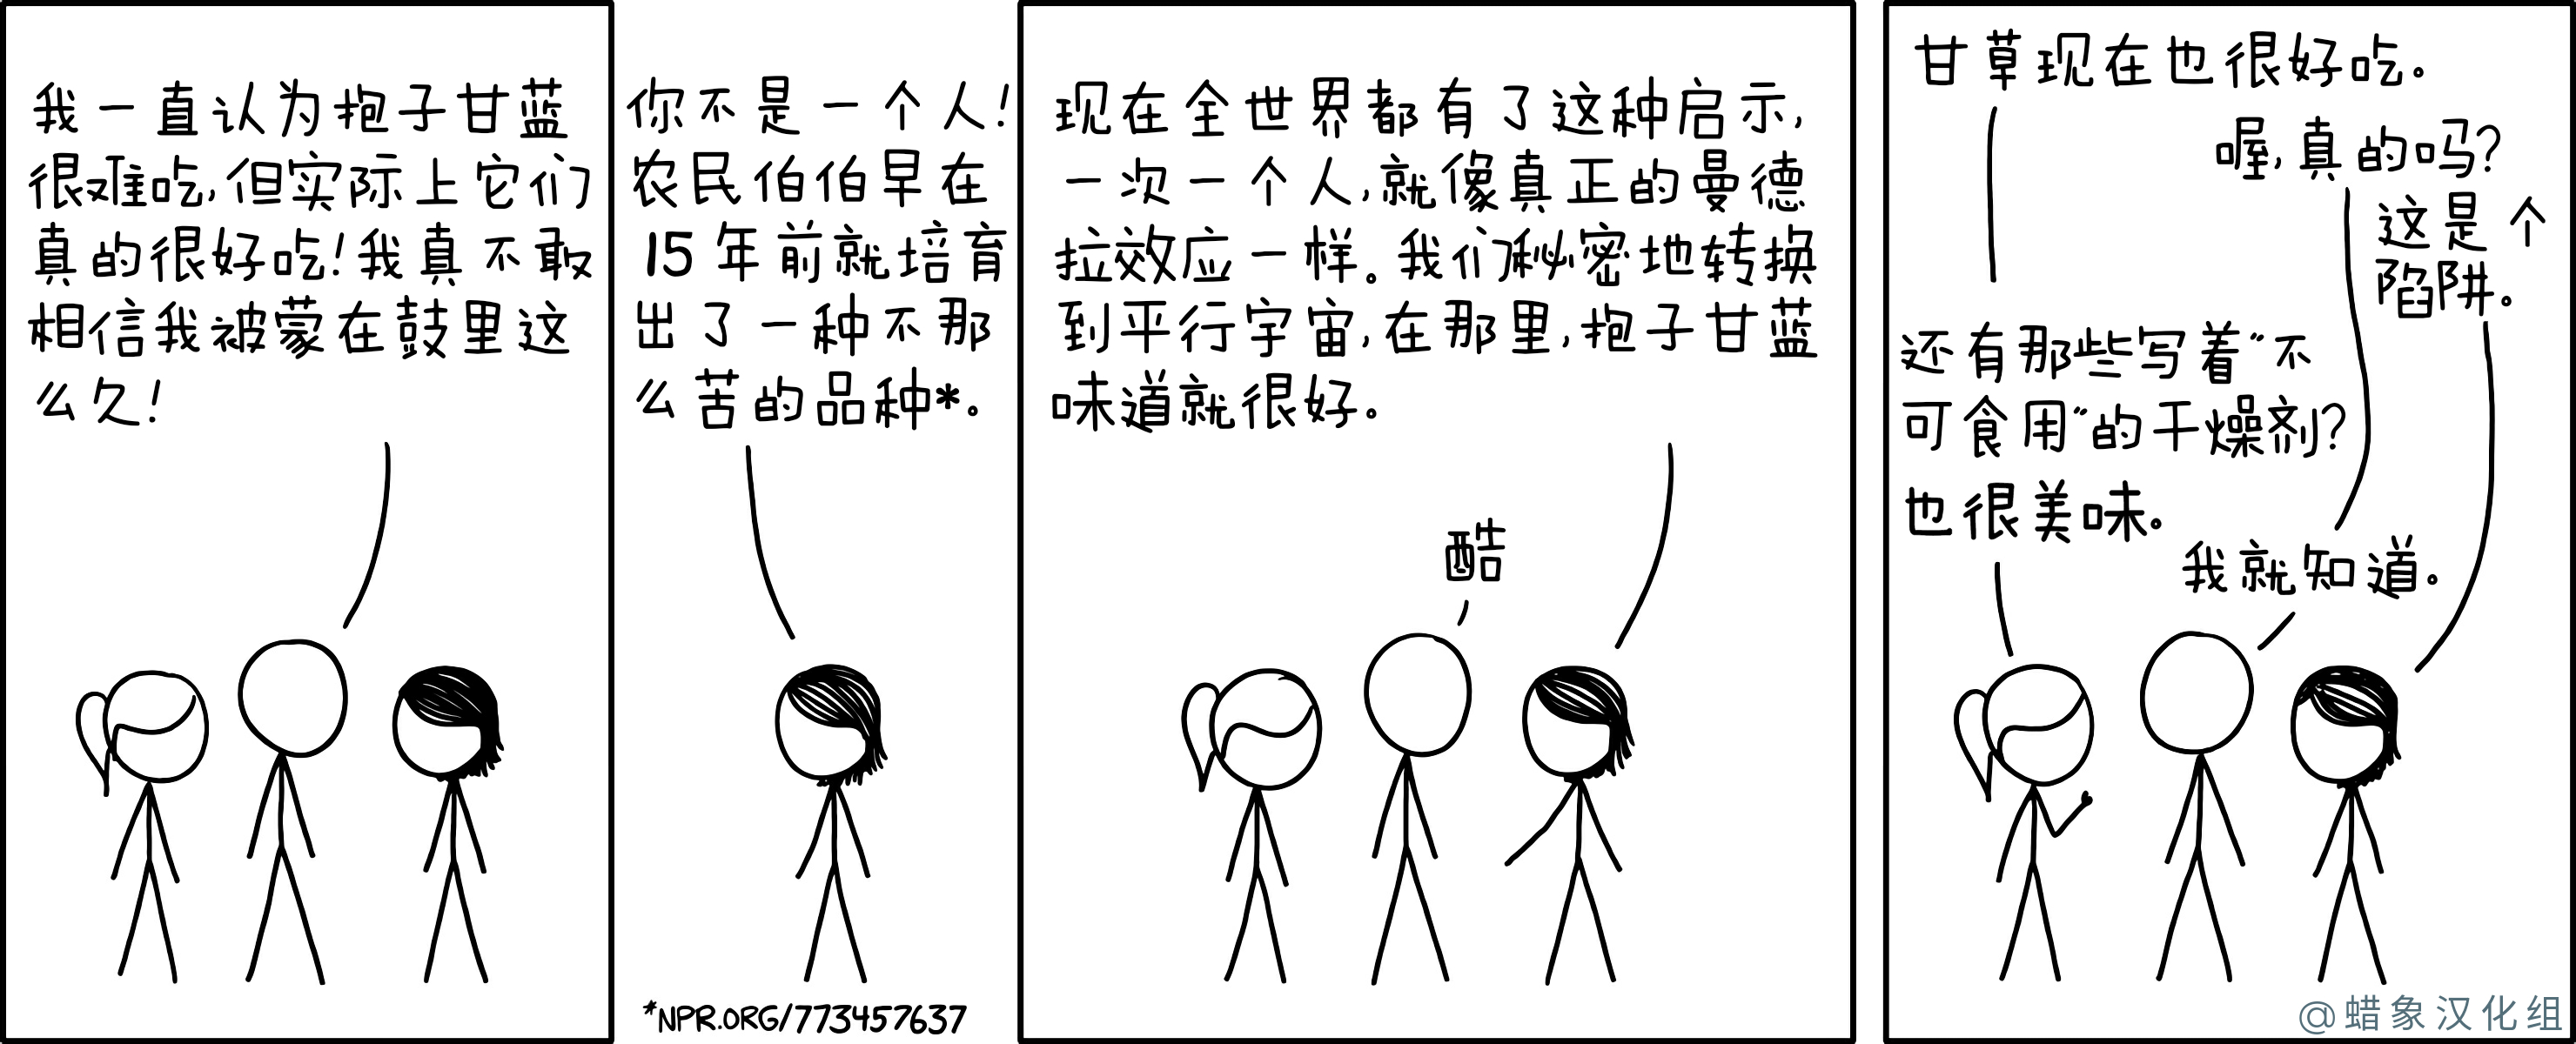 我一直认为抱子甘蓝
很难吃,但实际上它们
真的很好吃!我真不敢
相信我被蒙在鼓里这
么久!
你不是一个人!
农民伯伯早在
15年前就培育
出了一种不那
么苦的品种*。
*NPR.ORG/773457637
现在全世界都有了这种启示,
一次一个人,就像真正的曼德
拉效应一样。我们秘密地转换
到平行宇宙,在那里,抱子甘蓝
味道就很好。
酷
甘草现在也很好吃。
喔,真的吗?
这是个
陷阱。
还有那些写着“不
可食用”的干燥剂?
也很美味。
我就知道。
@蜡象汉化组